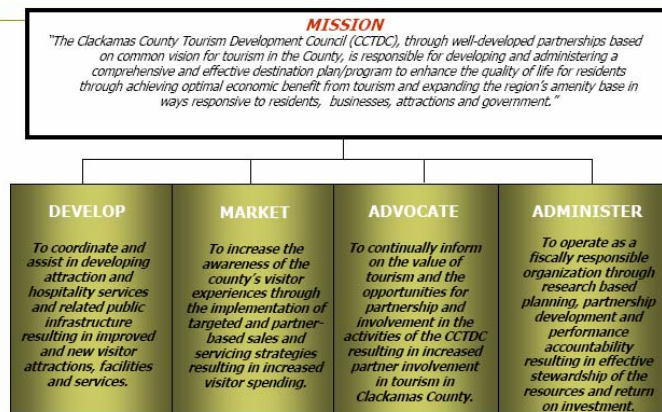 MISSION
"The Clackamas County Tourism Development Council (CCTDC), through well-developed partnerships based
on common vision for tourism in the County, is responsible for developing and administering a
comprehensive and effective destination plan/program to enhance the quality of life for residents
through achieving optimal economic benefit from tourism and expanding the region's amenity base in
ways responsive to residents, businesses, attractions and government."
DEVELOP
To coordinate and
assist in developing
attraction and
hospitality services
and related public
infrastructure
resulting in improved
and new visitor
attractions, facilities
and services.
MARKET
To increase the
awareness of the
county's visitor
experiences through
the implementation of
targeted and partner-
based sales and
servicing strategies
resulting in increased
visitor spending.
ADVOCATE
To continually inform
on the value of
tourism and the
opportunities for
partnership and
involvement in the
activities of the CCTDC
resulting in increased
partner involvement
in tourism in
Clackamas County.
ADMINISTER
To operate as a
fiscally responsible
organization through
research based
planning, partnership
development and
performance
accountability
resulting in effective
stewardship of the
resources and return
on investment.